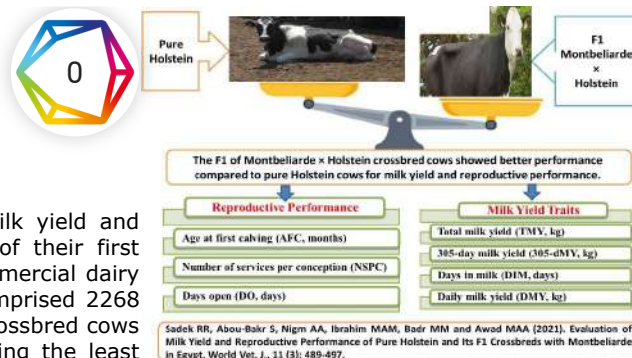 0
Pure
Holstein
F1
Montbeliarde
×
Holstein
The F1 of Montbeliarde × Holstein crossbred cows showed better performance
compared to pure Holstein cows for milk yield and reproductive performance.
Reproductive Performance
Age at first calving (AFC, months)
Number of services per conception (NSPC)
Days open (DO, days)
Milk Yield Traits
Total milk yield (TMY, kg)
305-day milk yield (305-dMY, kg)
Days in milk (DIM, days)
Daily milk yield (DMY, kg)
Sadek RR, Abou-Bakr S, Nigm AA, Ibrahim MAM, Badr MM and Awad MAA (2021). Evaluation of
Milk Yield and Reproductive Performance of Pure Holstein and Its F1 Crossbreds with Montbeliarde
in Egypt. World Vet. J., 11 (3): 489-497.
ilk yield and
of their first
mmercial dairy
mprised 2268
ossbred cows
ing the least